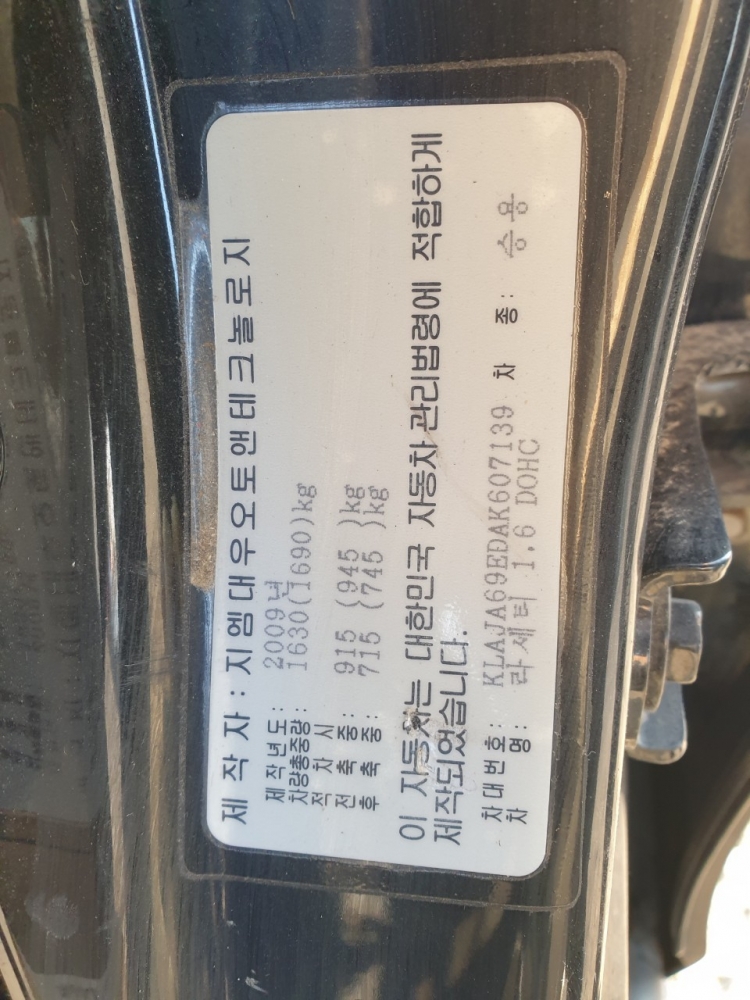 제 작 자 : 지엠대우오토앤테크놀로지
제작년도: 2009년
차량총중량: 1630(1690)kg
적 차 시
전 축 중: 915 (945 )kg
후 축 중: 715 (745 )kg
이 자동차는 대한민국 자동차관리법령에 적합하게
제작되었습니다.
차대번호: KLAJA69EDAK607139 차 종: 승용
차 명: 라세티 1.6 DOHC